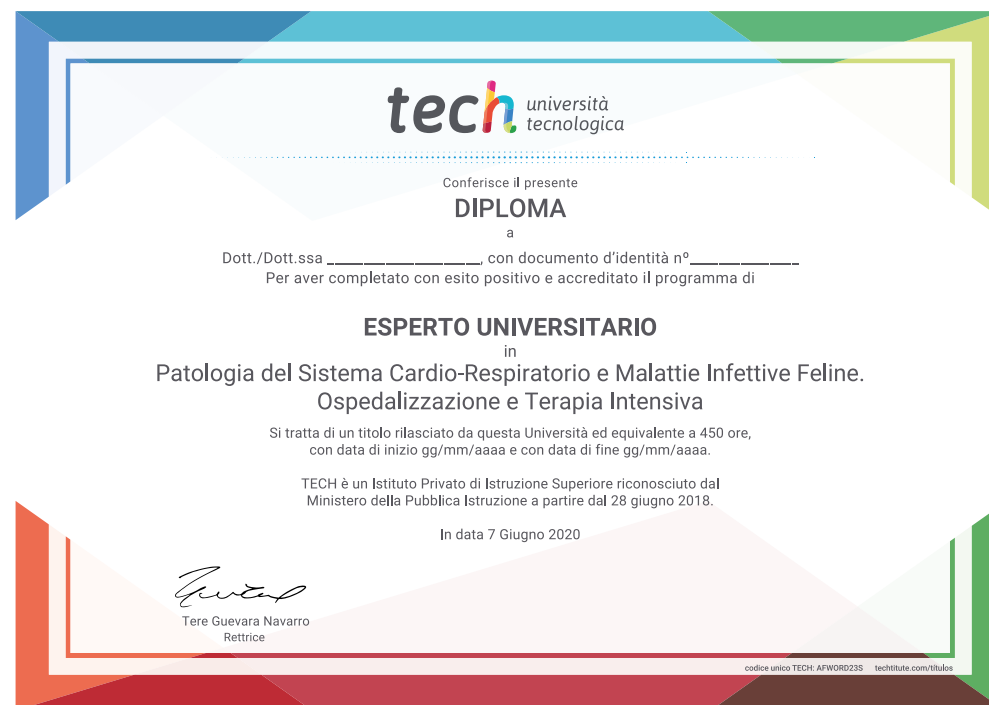 tech università
tecnologica
Conferisce il presente
DIPLOMA
a
Dott./Dott.ssa ____________________, con documento d'identità nº______________
Per aver completato con esito positivo e accreditato il programma di
ESPERTO UNIVERSITARIO
in
Patologia del Sistema Cardio-Respiratorio e Malattie Infettive Feline.
Ospedalizzazione e Terapia Intensiva
Si tratta di un titolo rilasciato da questa Università ed equivalente a 450 ore,
con data di inizio gg/mm/aaaa e con data di fine gg/mm/aaaa.
TECH è un Istituto Privato di Istruzione Superiore riconosciuto dal
Ministero della Pubblica Istruzione a partire dal 28 giugno 2018.
In data 7 Giugno 2020
Tere Guevara Navarro
Rettrice
codice unico TECH: AFWORD23S techtitute.com/titulos